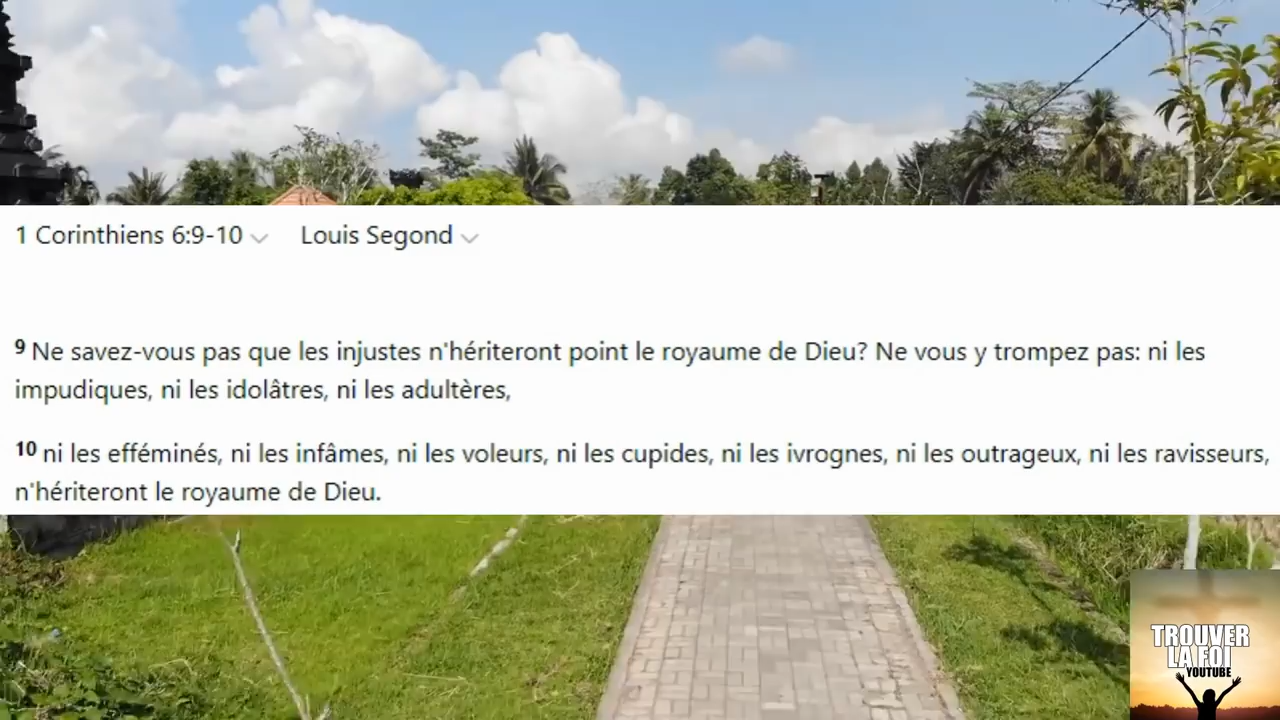 1 Corinthiens 6:9-10 Louis Segond
9 Ne savez-vous pas que les injustes n'hériteront point le royaume de Dieu? Ne vous y trompez pas: ni les
impudiques, ni les idolâtres, ni les adultères,
10 ni les efféminés, ni les infâmes, ni les voleurs, ni les cupides, ni les ivrognes, ni les outrageux, ni les ravisseurs,
n'hériteront le royaume de Dieu.
TROUVER
LA FOI
YOUTUBE